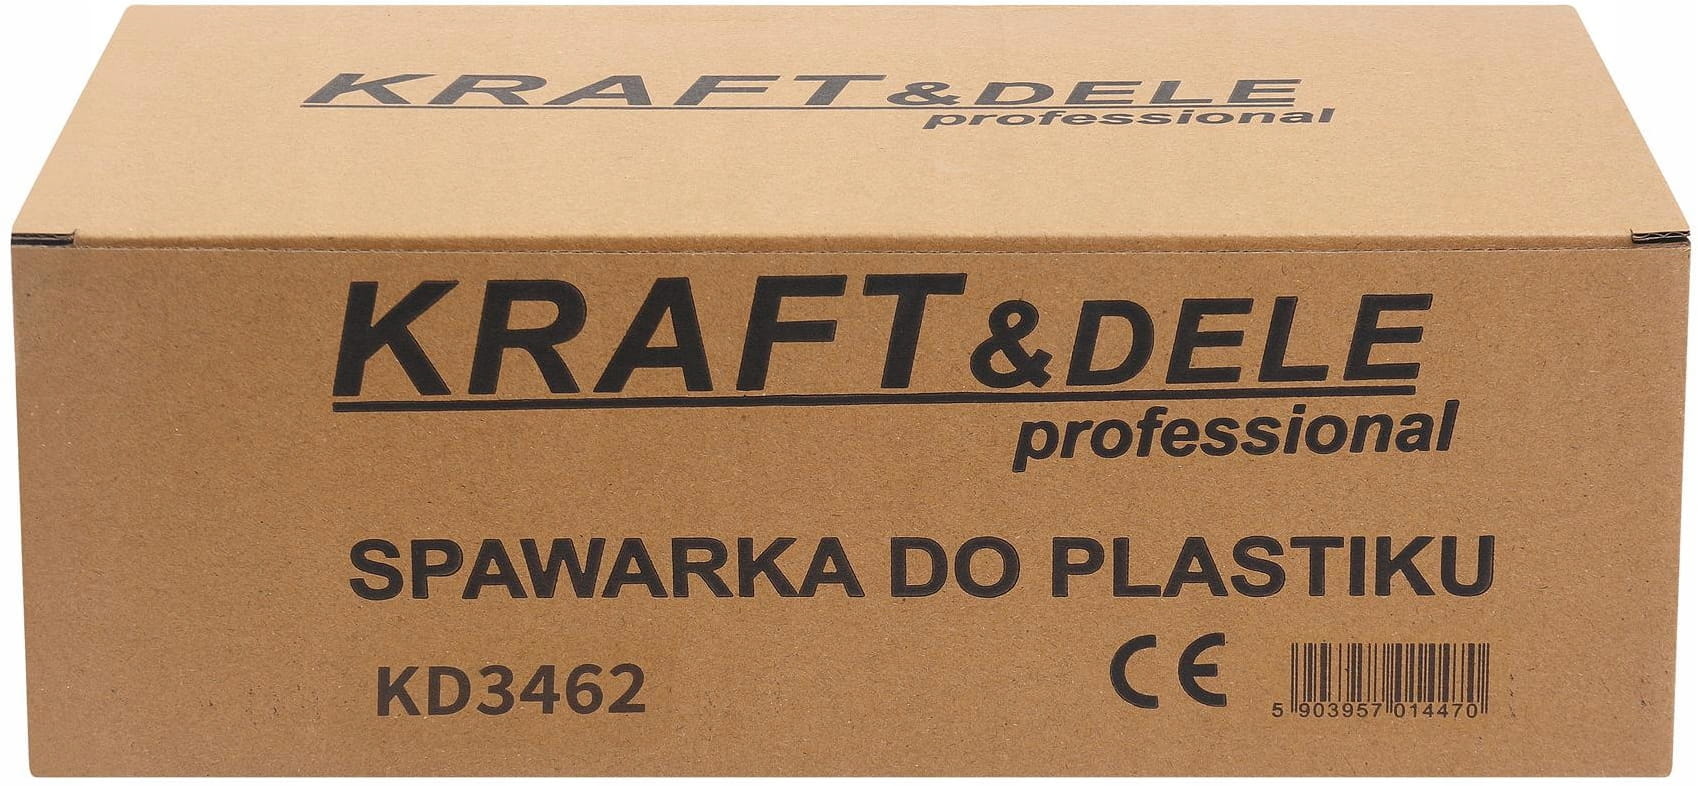 KRAFT&DELE
professional
KRAFT&DELE
professional
SPAWARKA DO PLASTIKU
KD3462
CE
5 903957 014470